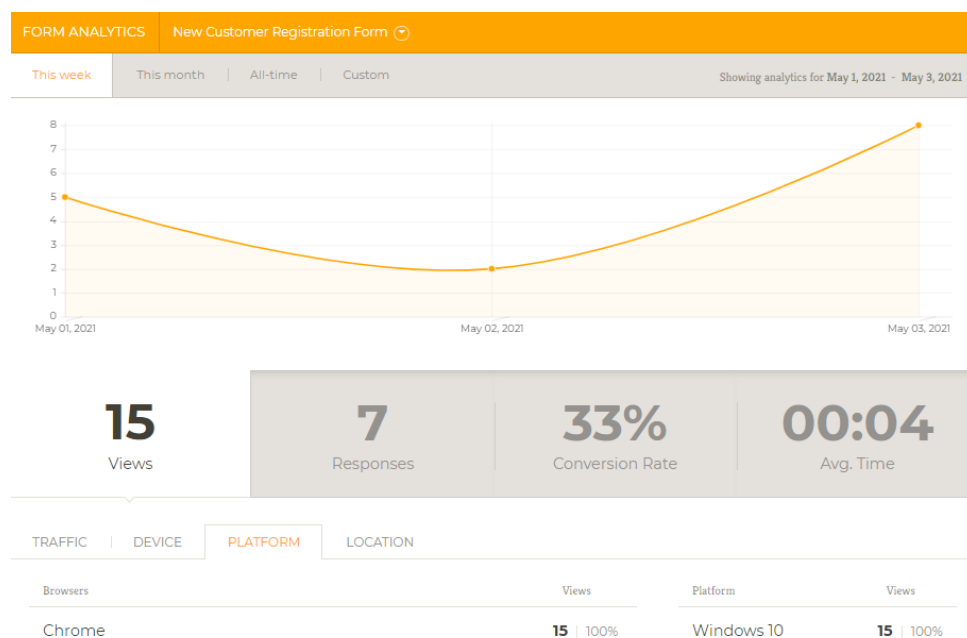 FORM ANALYTICS New Customer Registration Form
This week This month All-time Custom Showing analytics for May 1, 2021 - May 3, 2021
8
7
6
5
4
3
2
1
0
May 01, 2021 May 02, 2021 May 03, 2021
15 7 33% 00:04
Views Responses Conversion Rate Avg. Time
TRAFFIC DEVICE PLATFORM LOCATION
Browsers Views Platform Views
Chrome 15 100% Windows 10 15 100%